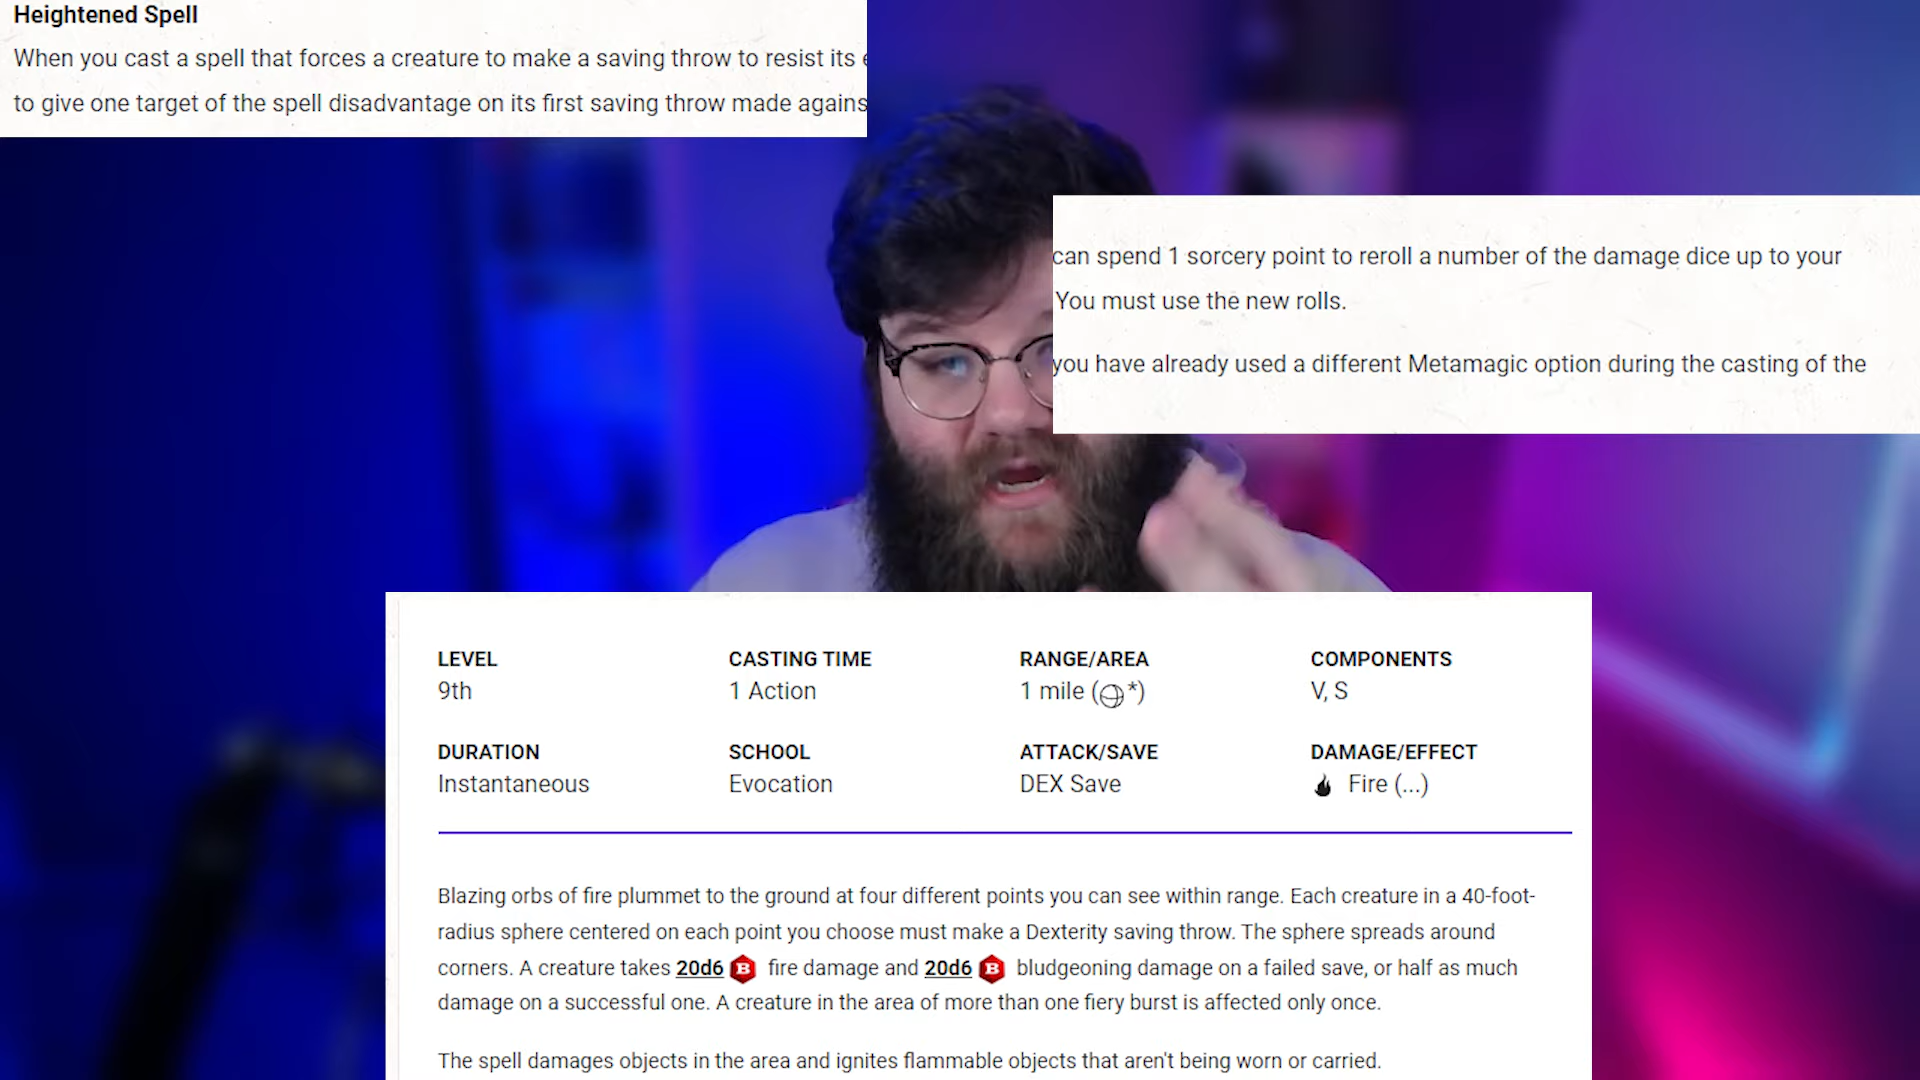 Heightened Spell
When you cast a spell that forces a creature to make a saving throw to resist its
to give one target of the spell disadvantage on its first saving throw made agains
can spend 1 sorcery point to reroll a number of the damage dice up to your
You must use the new rolls.
you have already used a different Metamagic option during the casting of the
LEVEL CASTING TIME RANGE/AREA COMPONENTS
9th 1 Action 1 mile ( *) V, S
DURATION SCHOOL ATTACK/SAVE DAMAGE/EFFECT
Instantaneous Evocation DEX Save Fire (...)
Blazing orbs of fire plummet to the ground at four different points you can see within range. Each creature in a 40-foot-
radius sphere centered on each point you choose must make a Dexterity saving throw. The sphere spreads around
corners. A creature takes 20d6 B fire damage and 20d6 B bludgeoning damage on a failed save, or half as much
damage on a successful one. A creature in the area of more than one fiery burst is affected only once.
The spell damages objects in the area and ignites flammable objects that aren't being worn or carried.